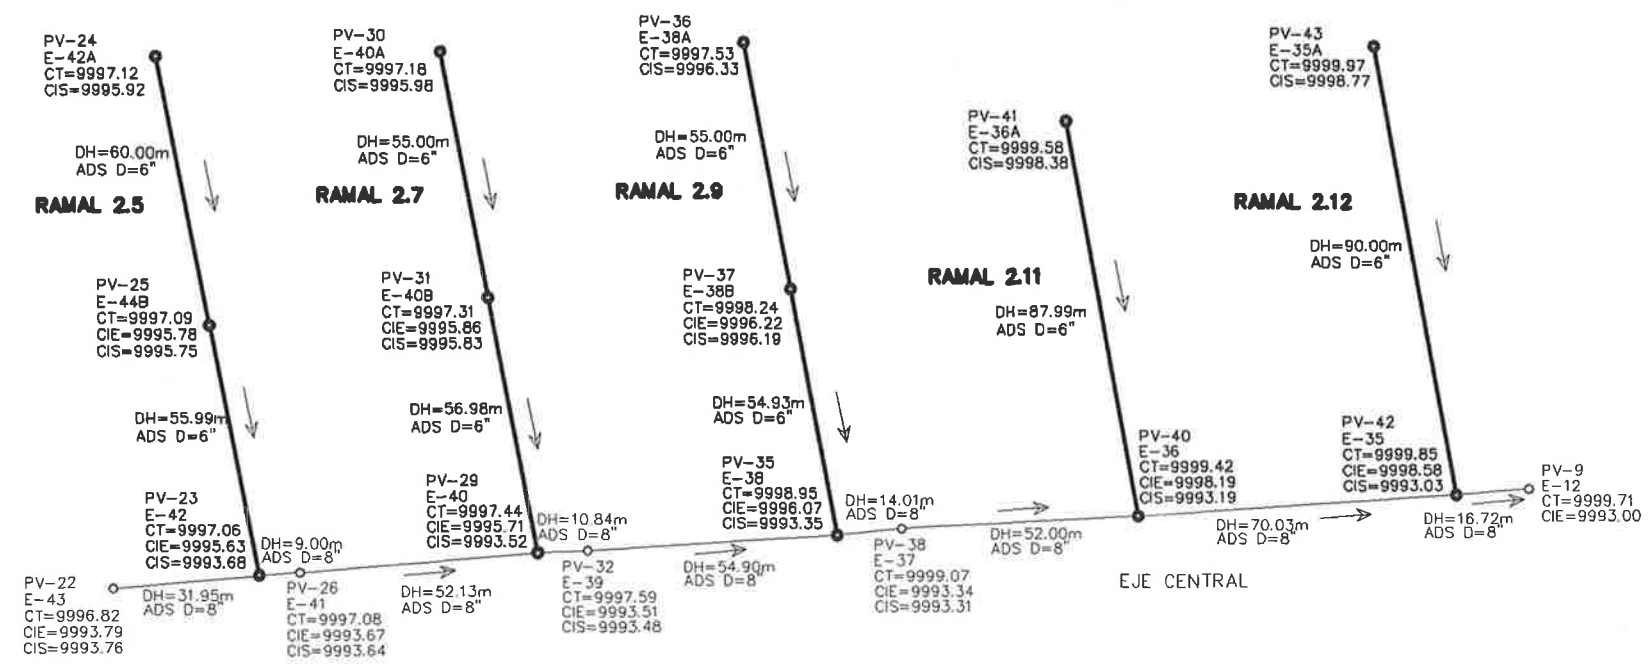 PV-24
E-42A
CT=9997.12
CIS=9995.92
DH=60.00m
ADS D=6"
RAMAL 2.5
PV-25
E-44B
CT=9997.09
CIE=9995.78
CIS=9995.75
DH=55.99m
ADS D=6"
PV-23
E-42
CT=9997.06
CIE=9995.63
CIS=9993.68
PV-22
E-43
CT=9996.82
CIE=9993.79
CIS=9993.76
DH=31.95m
ADS D=8"
DH=9.00m
ADS D=8"
PV-26
E-41
CT=9997.08
CIE=9993.67
CIS=9993.64
PV-30
E-40A
CT=9997.18
CIS=9995.98
DH=55.00m
ADS D=6"
RAMAL 2.7
PV-31
E-40B
CT=9997.31
CIE=9995.86
CIS=9995.83
DH=56.98m
ADS D=6"
PV-29
E-40
CT=9997.44
CIE=9995.71
CIS=9993.52
DH=52.13m
ADS D=8"
DH=10.84m
ADS D=8"
PV-32
E-39
CT=9997.59
CIE=9993.51
CIS=9993.48
PV-36
E-38A
CT=9997.53
CIS=9996.33
DH=55.00m
ADS D=6"
RAMAL 2.9
PV-37
E-38B
CT=9998.24
CIE=9996.22
CIS=9996.19
DH=54.93m
ADS D=6"
PV-35
E-38
CT=9998.95
CIE=9996.07
CIS=9993.35
DH=54.90m
ADS D=8"
DH=14.01m
ADS D=8"
PV-38
E-37
CT=9999.07
CIE=9993.34
CIS=9993.31
PV-41
E-36A
CT=9999.58
CIS=9998.38
RAMAL 2.11
DH=87.99m
ADS D=6"
PV-40
E-36
CT=9999.42
CIE=9998.19
CIS=9993.19
DH=52.00m
ADS D=8"
PV-43
E-35A
CT=9999.97
CIS=9998.77
RAMAL 2.12
DH=90.00m
ADS D=6"
PV-42
E-35
CT=9999.85
CIE=9998.58
CIS=9993.03
DH=70.03m
ADS D=8"
DH=16.72m
ADS D=8"
PV-9
E-12
CT=9999.71
CIE=9993.00
EJE CENTRAL